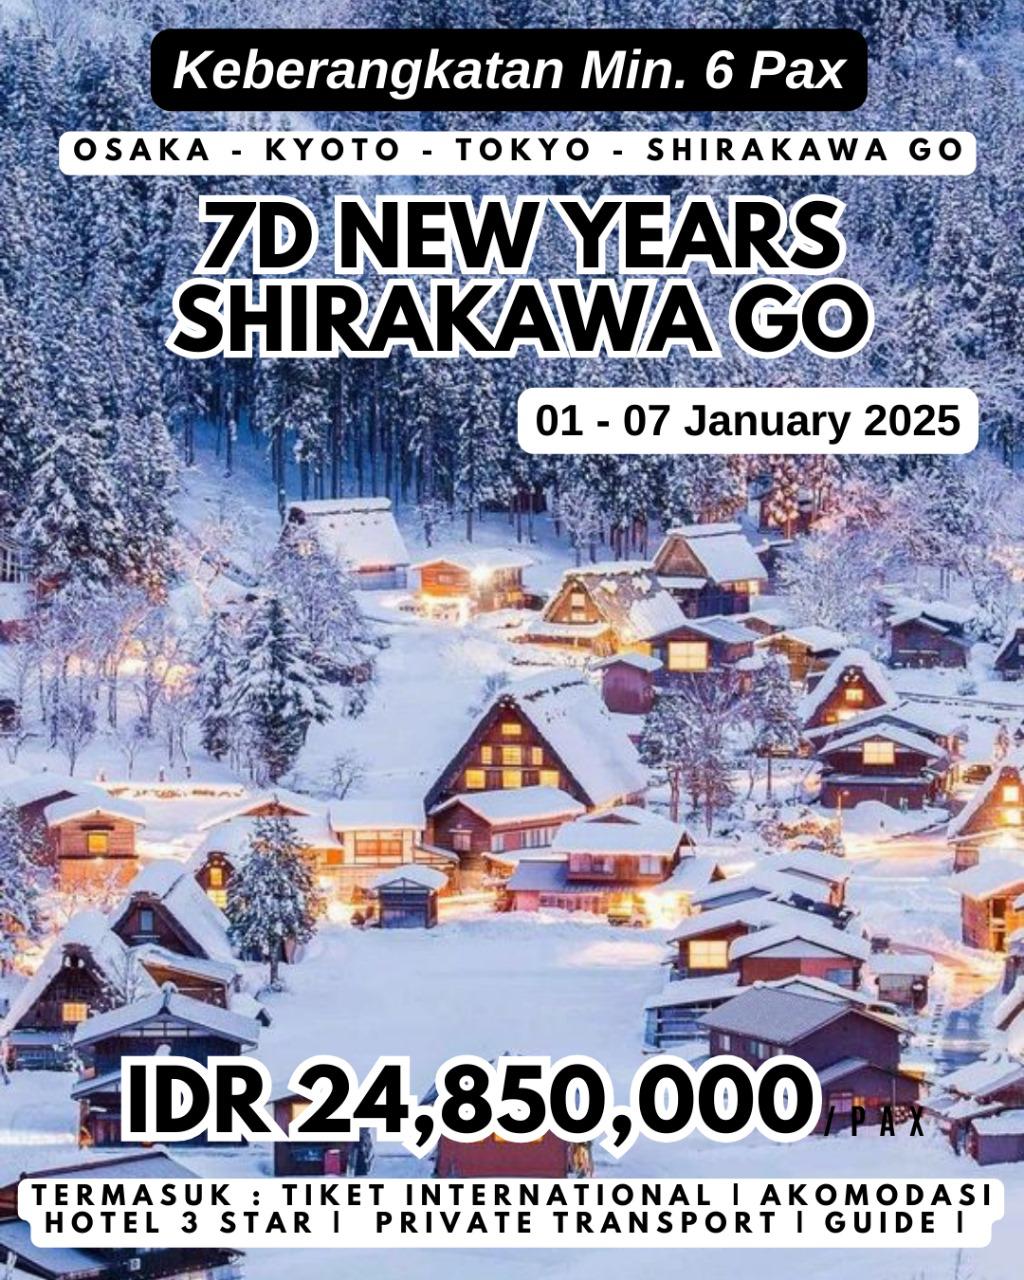 Keberangkatan Min. 6 Pax
OSAKA - KYOTO - TOKYO - SHIRAKAWA GO
7D NEW YEARS
SHIRAKAWA GO
01 - 07 January 2025
IDR 24,850,000/PAX
TERMASUK : TIKET INTERNATIONAL | AKOMODASI
HOTEL 3 STAR | PRIVATE TRANSPORT | GUIDE |